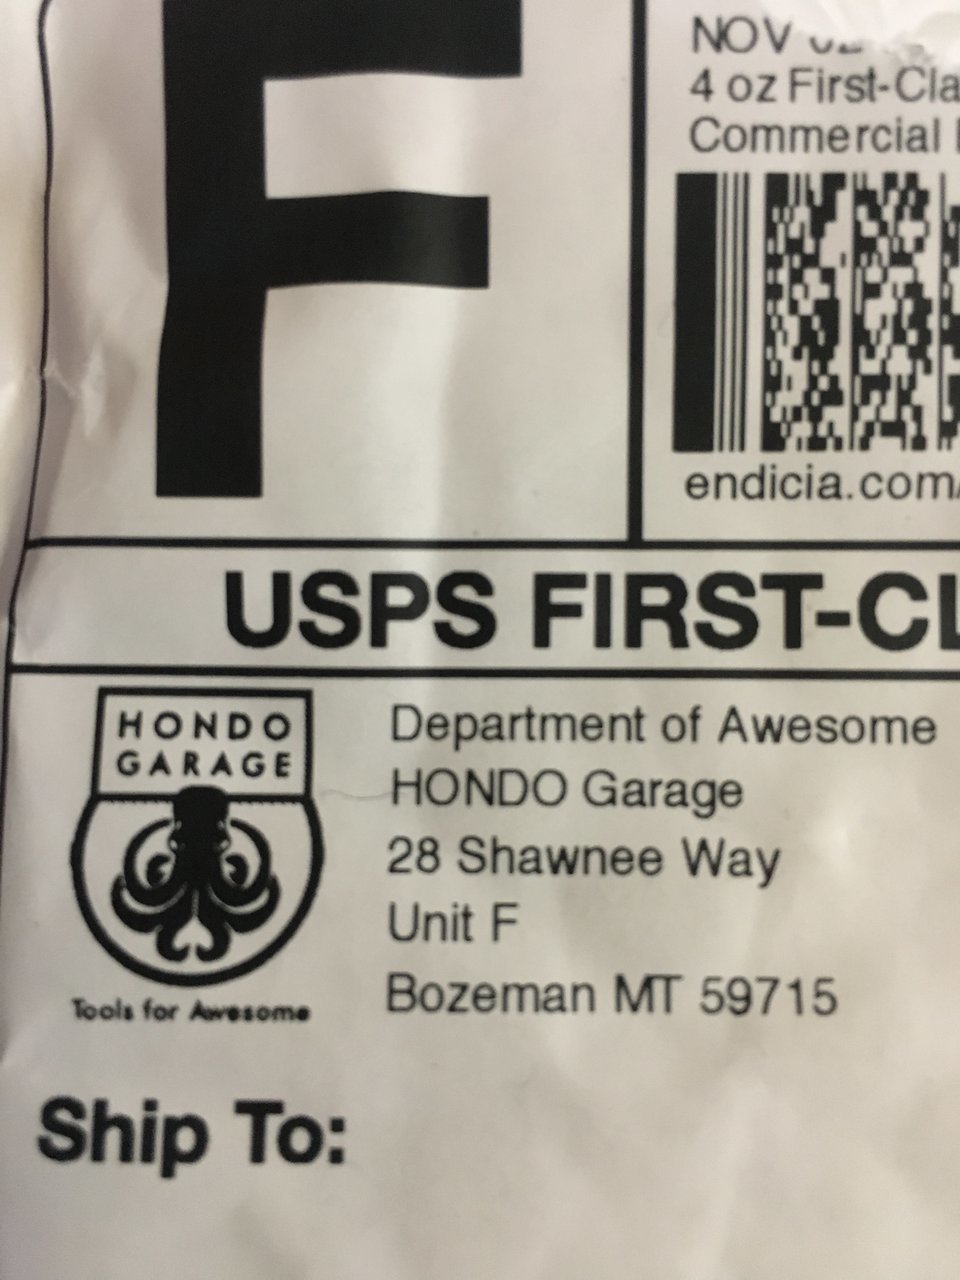 F
NOV
4 oz First-Cla
Commercial
endicia.com/
USPS FIRST-CL
HONDO
GARAGE
Tools for Awesome
Department of Awesome
HONDO Garage
28 Shawnee Way
Unit F
Bozeman MT 59715
Ship To: